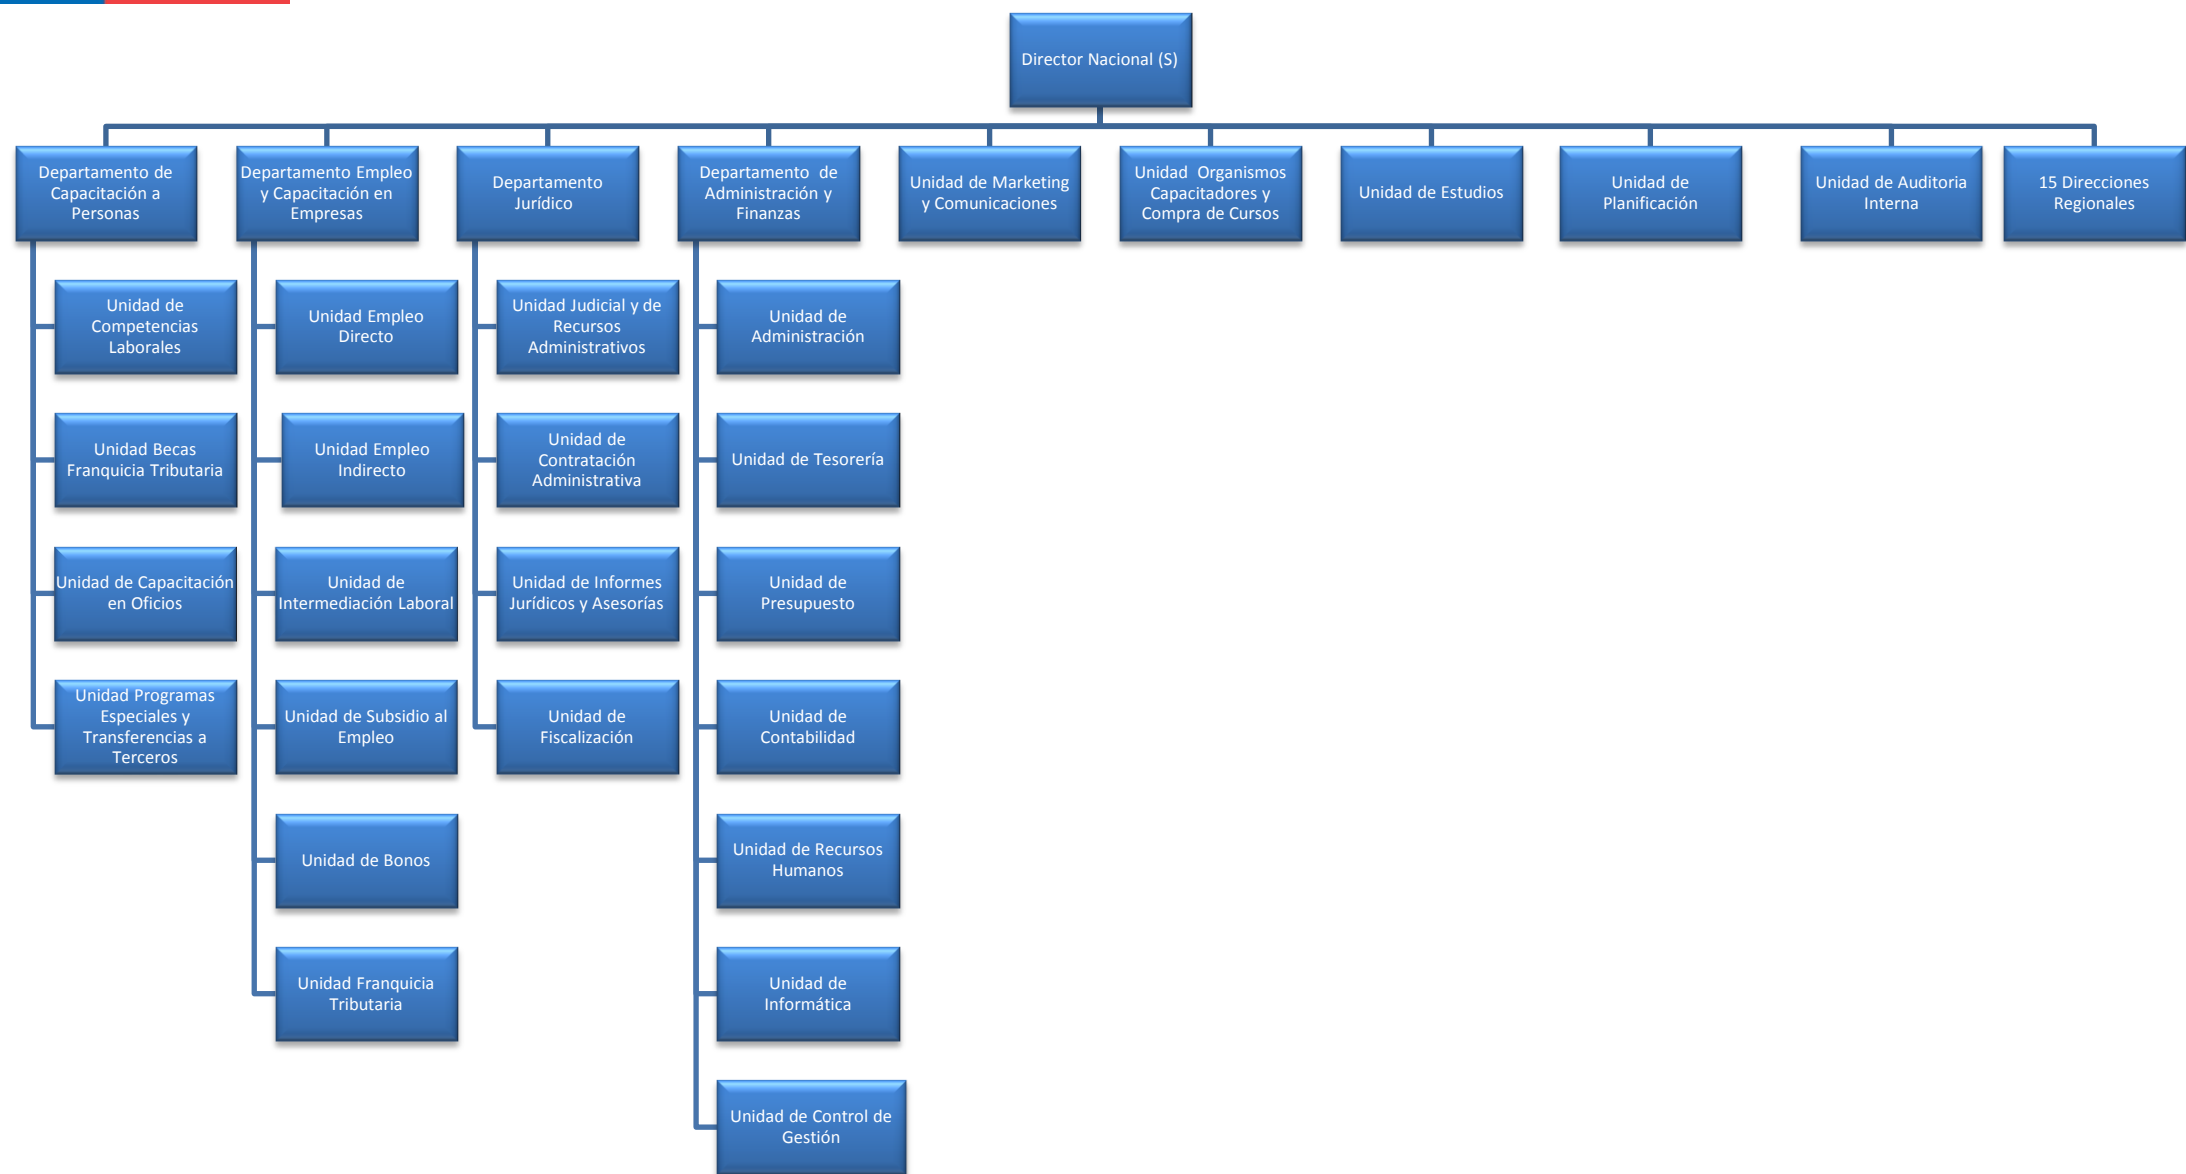 Director Nacional (S)
Departamento de
Capacitación a
Personas
Departamento Empleo
y Capacitación en
Empresas
Departamento
Jurídico
Departamento de
Administración y
Finanzas
Unidad de Marketing
y Comunicaciones
Unidad Organismos
Capacitadores y
Compra de Cursos
Unidad de Estudios
Unidad de
Planificación
Unidad de Auditoria
Interna
15 Direcciones
Regionales
Unidad de
Competencias
Laborales
Unidad Becas
Franquicia Tributaria
Unidad de Capacitación
en Oficios
Unidad Programas
Especiales y
Transferencias a
Terceros
Unidad Empleo
Directo
Unidad Empleo
Indirecto
Unidad de
Intermediación Laboral
Unidad de Subsidio al
Empleo
Unidad de Bonos
Unidad Franquicia
Tributaria
Unidad Judicial y de
Recursos
Administrativos
Unidad de
Contratación
Administrativa
Unidad de Informes
Jurídicos y Asesorías
Unidad de
Fiscalización
Unidad de
Administración
Unidad de Tesorería
Unidad de
Presupuesto
Unidad de
Contabilidad
Unidad de Recursos
Humanos
Unidad de
Informática
Unidad de Control de
Gestión